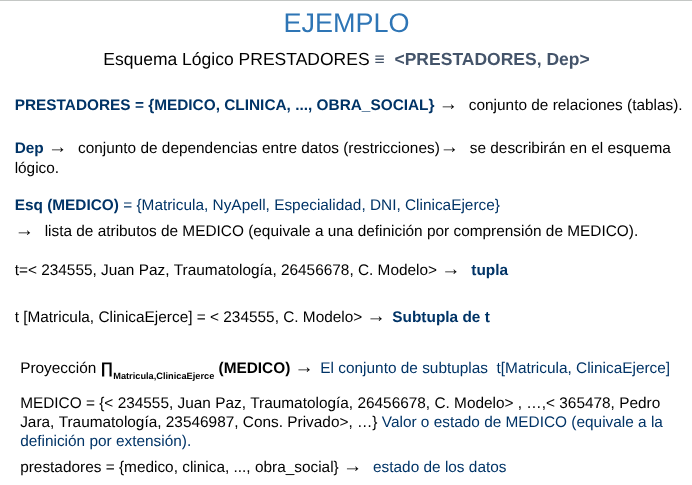 EJEMPLO
Esquema Lógico PRESTADORES ≡ <PRESTADORES, Dep>
PRESTADORES = {MEDICO, CLINICA, ..., OBRA_SOCIAL} → conjunto de relaciones (tablas).
Dep → conjunto de dependencias entre datos (restricciones)→ se describirán en el esquema
lógico.
Esq (MEDICO) = {Matricula, NyApell, Especialidad, DNI, ClinicaEjerce}
→ lista de atributos de MEDICO (equivale a una definición por comprensión de MEDICO).
t=< 234555, Juan Paz, Traumatología, 26456678, C. Modelo> → tupla
t [Matricula, ClinicaEjerce] = < 234555, C. Modelo> → Subtupla de t
Proyección ∏Matricula,ClinicaEjerce (MEDICO) → El conjunto de subtuplas t[Matricula, ClinicaEjerce]
MEDICO = {< 234555, Juan Paz, Traumatología, 26456678, C. Modelo> , …,< 365478, Pedro
Jara, Traumatología, 23546987, Cons. Privado>, …} Valor o estado de MEDICO (equivale a la
definición por extensión).
prestadores = {medico, clinica, ..., obra_social} → estado de los datos